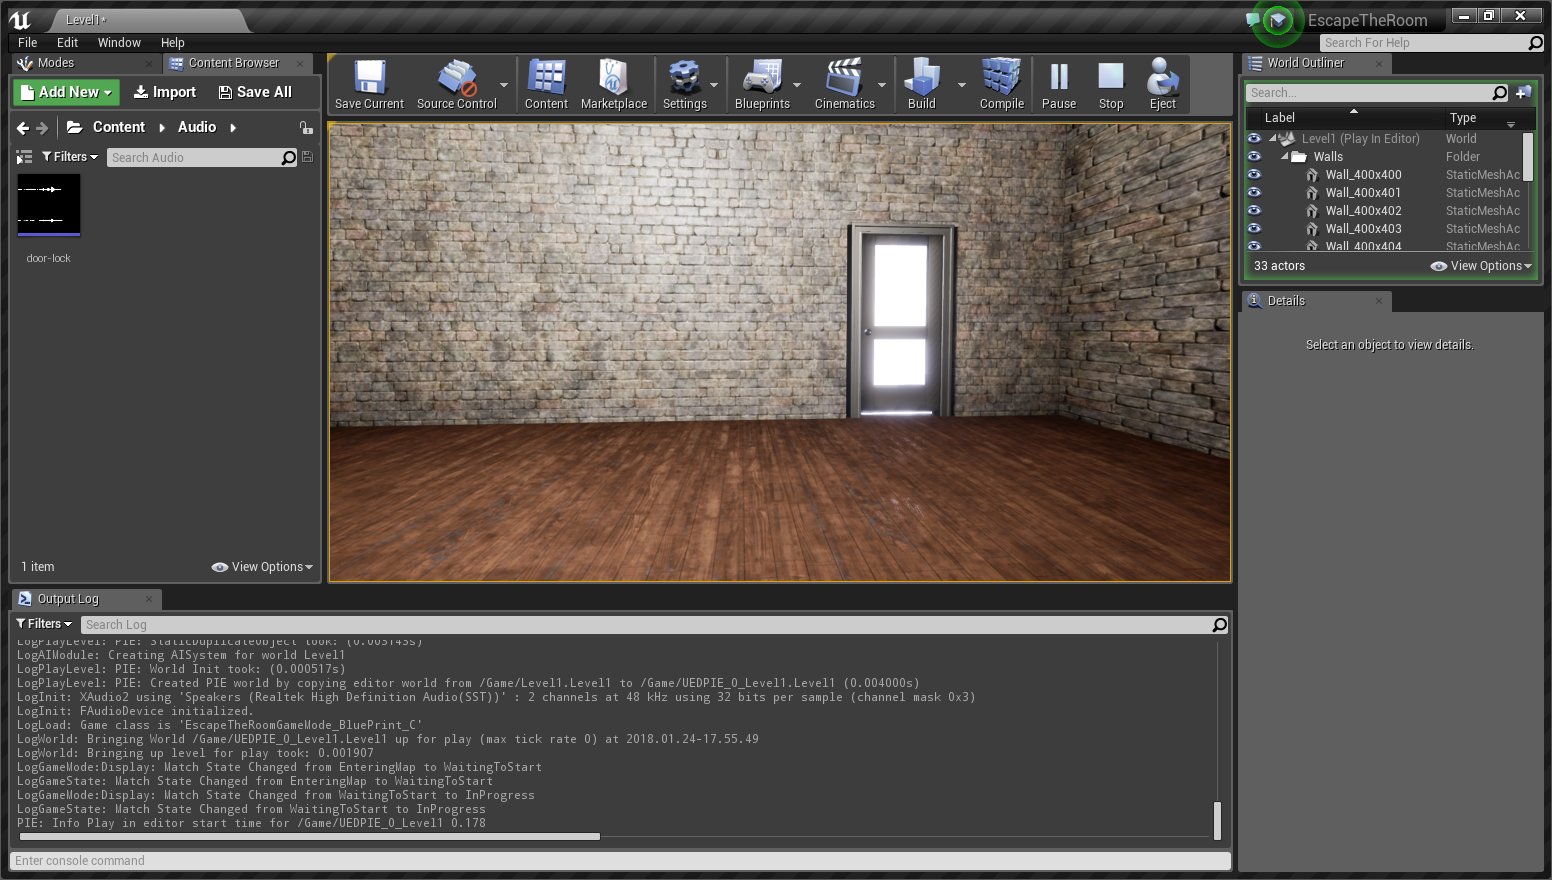 Level1*
EscapeTheRoom
File Edit Window Help
Search For Help
Modes
Content Browser
Add New
Import
Save All
Content
Audio
Filters
Search Audio
door-lock
1 item
View Options
Save Current
Source Control
Content
Marketplace
Settings
Blueprints
Cinematics
Build
Compile
Pause
Stop
Eject
World Outliner
Search...
Label Type
Level1 (Play In Editor) World
Walls Folder
Wall_400x400 StaticMeshAc
Wall_400x401 StaticMeshAc
Wall_400x402 StaticMeshAc
Wall_400x403 StaticMeshAc
Wall_400x404 StaticMeshAc
33 actors
View Options
Details
Select an object to view details.
Output Log
Filters
Search Log
LogPlayLevel: PIE: StaticDuplicateObject took: (0.003143s)
LogAIModule: Creating AISystem for world Level1
LogPlayLevel: PIE: World Init took: (0.000517s)
LogPlayLevel: PIE: Created PIE world by copying editor world from /Game/Level1.Level1 to /Game/UEDPIE_0_Level1.Level1 (0.004000s)
LogInit: XAudio2 using 'Speakers (Realtek High Definition Audio(SST))' : 2 channels at 48 kHz using 32 bits per sample (channel mask 0x3)
LogInit: FAudioDevice initialized.
LogLoad: Game class is 'EscapeTheRoomGameMode_BluePrint_C'
LogWorld: Bringing World /Game/UEDPIE_0_Level1.Level1 up for play (max tick rate 0) at 2018.01.24-17.55.49
LogWorld: Bringing up level for play took: 0.001907
LogGameMode:Display: Match State Changed from EnteringMap to WaitingToStart
LogGameState: Match State Changed from EnteringMap to WaitingToStart
LogGameMode:Display: Match State Changed from WaitingToStart to InProgress
LogGameState: Match State Changed from WaitingToStart to InProgress
PIE: Info Play in editor start time for /Game/UEDPIE_0_Level1 0.178
Enter console command